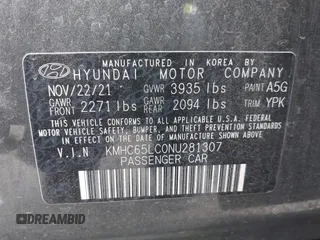 MANUFACTURED IN KOREA BY
HYUNDAI MOTOR COMPANY
NOV/22/21 GVWR 3935 lbs PAINT A5G
GAWR FRONT 2271 lbs GAWR REAR 2094 lbs TRIM YPK
THIS VEHICLE CONFORMS TO ALL APPLICABLE U.S. FEDERAL MOTOR VEHICLE SAFETY, BUMPER, AND THEFT PREVENTION STANDARDS IN EFFECT ON THE DATE OF MANUFACTURE SHOWN ABOVE.
V.I.N KMHC65LC0NU281307
PASSENGER CAR
© AUTOBIDMAP